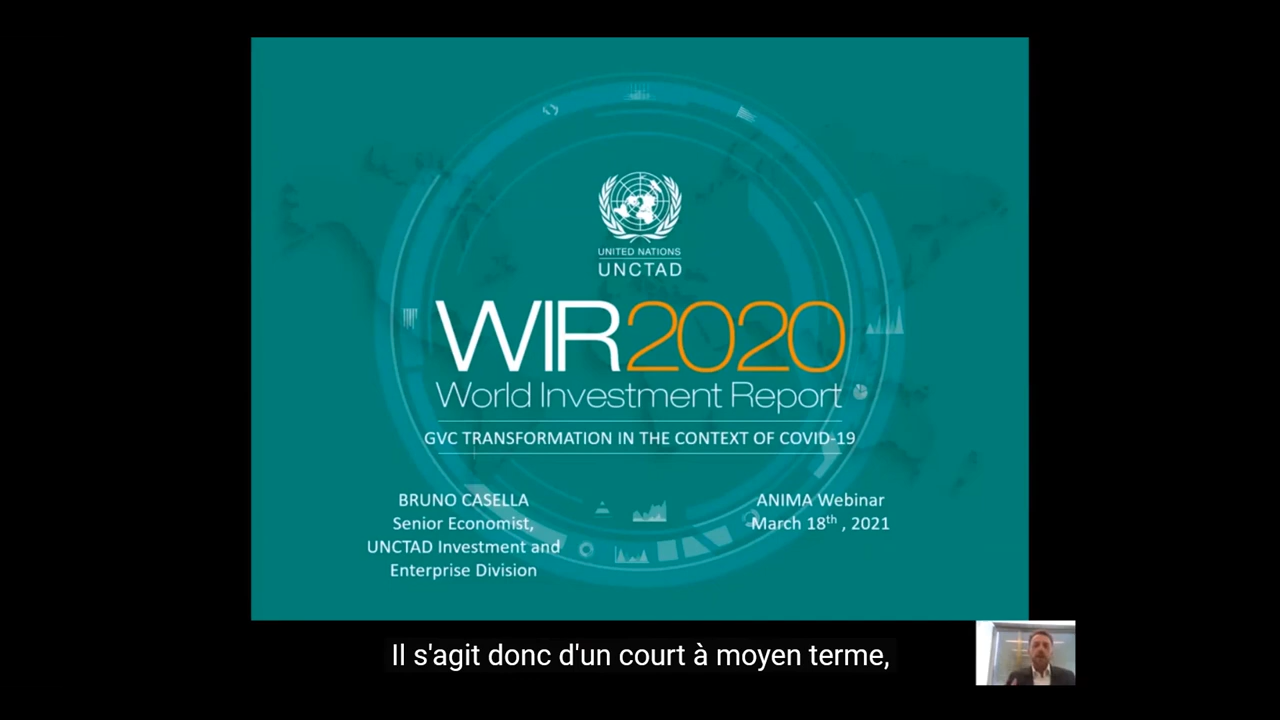 UNITED NATIONS
UNCTAD
WIR2020
World Investment Report
GVC TRANSFORMATION IN THE CONTEXT OF COVID-19
BRUNO CASELLA
Senior Economist,
UNCTAD Investment and
Enterprise Division
ANIMA Webinar
March 18th , 2021
Il s'agit donc d'un court à moyen terme,